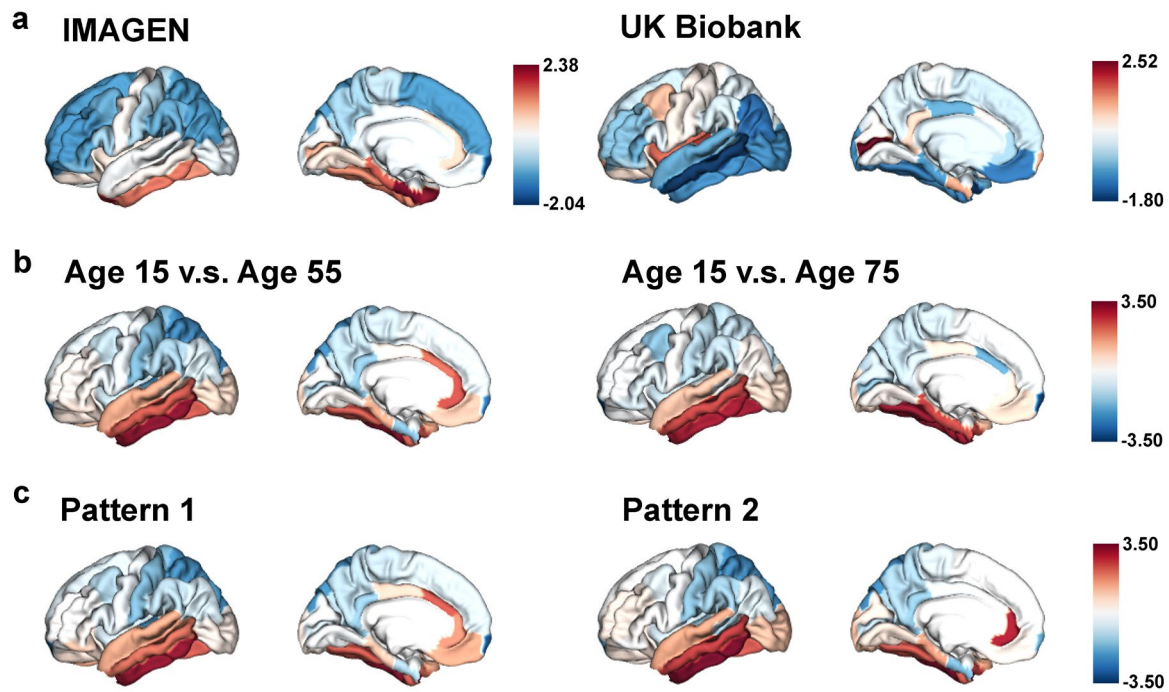 a IMAGEN UK Biobank
2.38 2.52
-2.04 -1.80
b Age 15 v.s. Age 55 Age 15 v.s. Age 75
3.50
-3.50
c Pattern 1 Pattern 2
3.50
-3.50